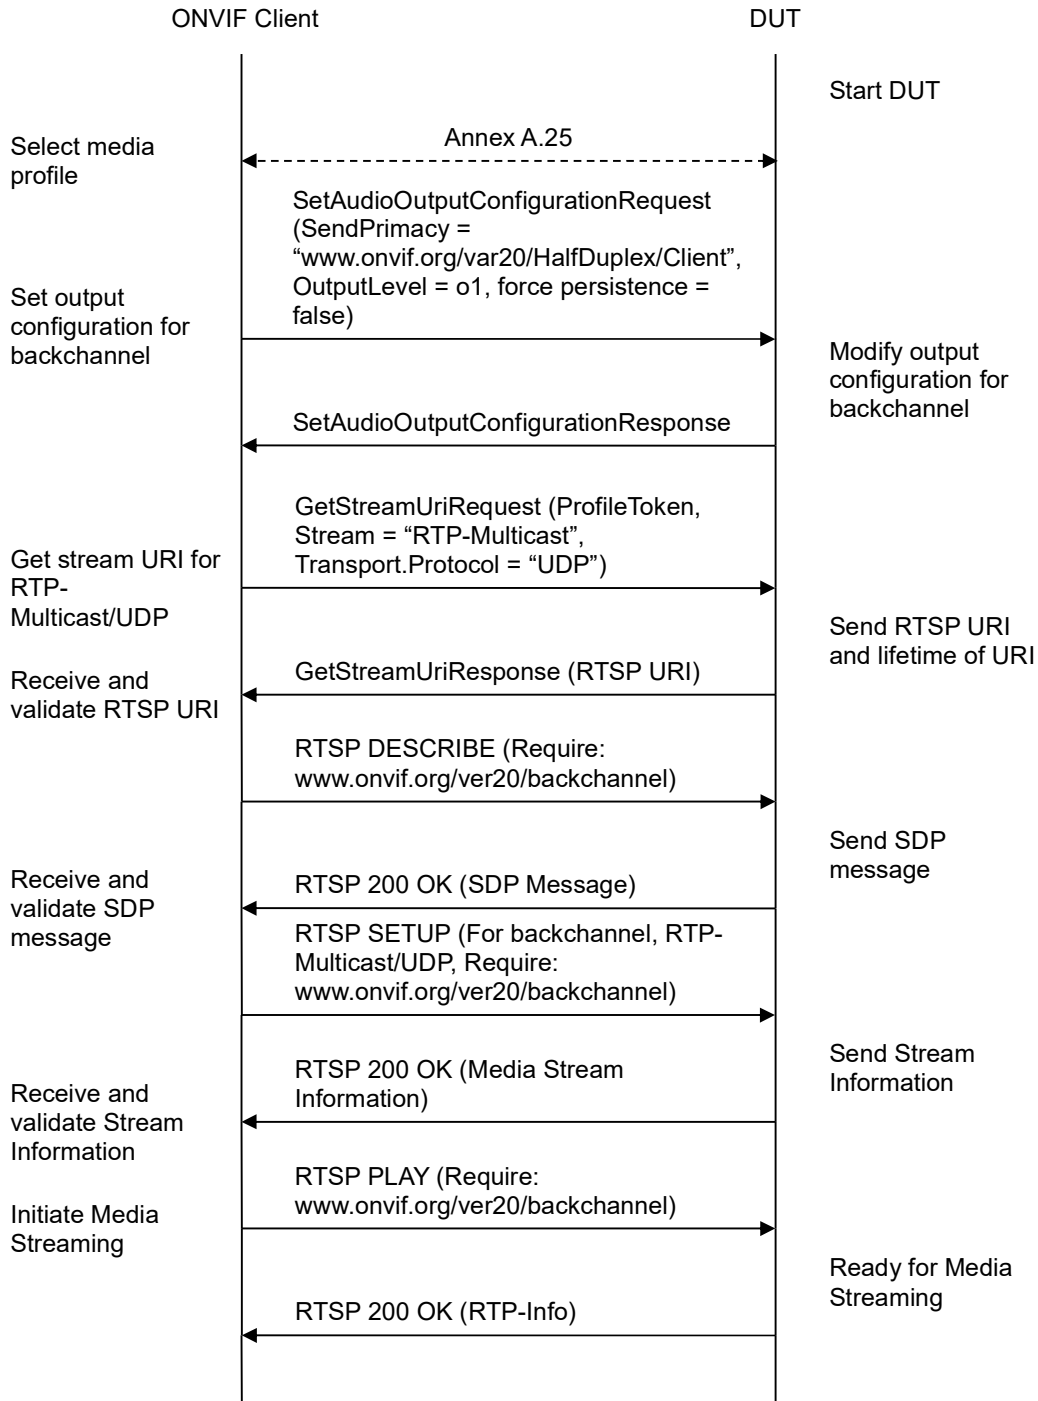 ONVIF Client
DUT
Start DUT
Annex A.25
Select media
profile
SetAudioOutputConfigurationRequest
(SendPrimacy =
“www.onvif.org/var20/HalfDuplex/Client”,
OutputLevel = o1, force persistence =
false)
Set output
configuration for
backchannel
Modify output
configuration for
backchannel
SetAudioOutputConfigurationResponse
GetStreamUriRequest (ProfileToken,
Stream = “RTP-Multicast”,
Transport.Protocol = “UDP”)
Get stream URI for
RTP-
Multicast/UDP
Send RTSP URI
and lifetime of URI
GetStreamUriResponse (RTSP URI)
Receive and
validate RTSP URI
RTSP DESCRIBE (Require:
www.onvif.org/ver20/backchannel)
Send SDP
message
RTSP 200 OK (SDP Message)
Receive and
validate SDP
message
RTSP SETUP (For backchannel, RTP-
Multicast/UDP, Require:
www.onvif.org/ver20/backchannel)
Send Stream
Information
RTSP 200 OK (Media Stream
Information)
Receive and
validate Stream
Information
RTSP PLAY (Require:
www.onvif.org/ver20/backchannel)
Initiate Media
Streaming
Ready for Media
Streaming
RTSP 200 OK (RTP-Info)